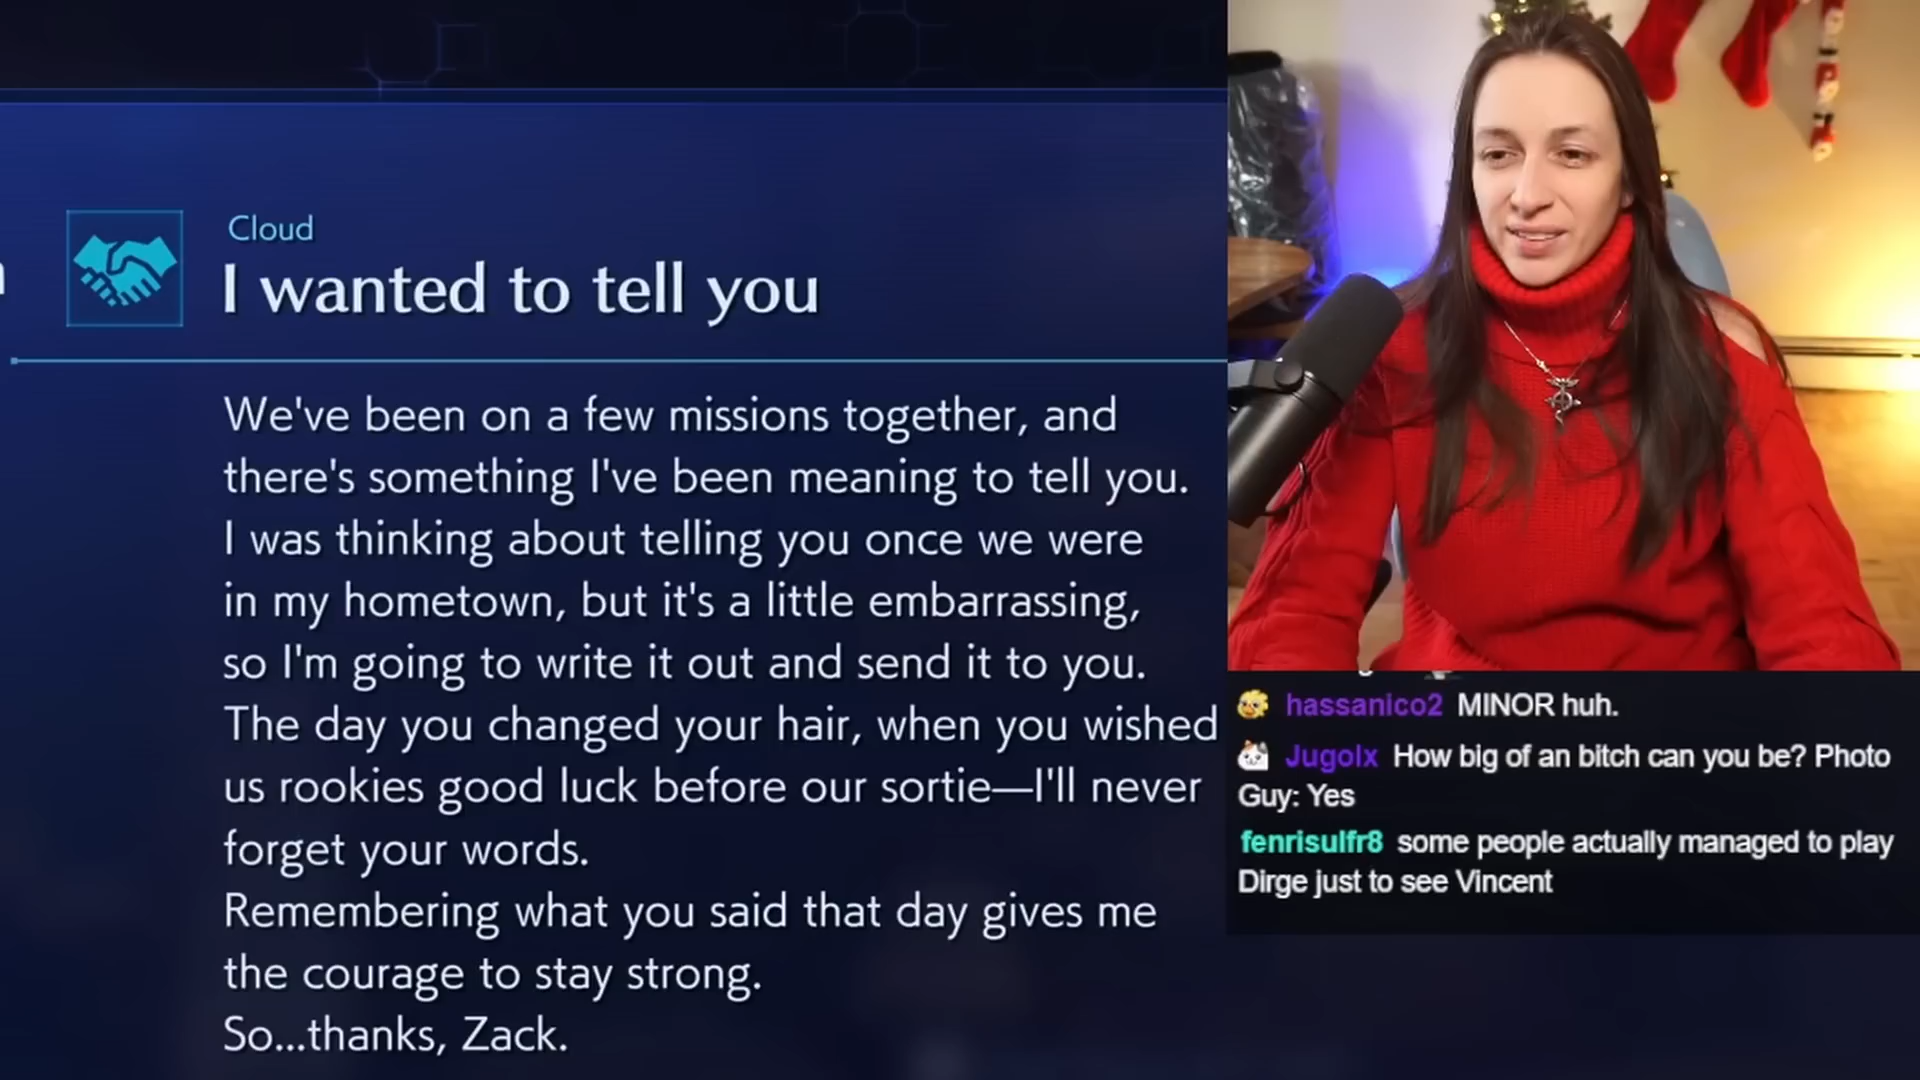 Cloud
I wanted to tell you
We've been on a few missions together, and
there's something I've been meaning to tell you.
I was thinking about telling you once we were
in my hometown, but it's a little embarrassing,
so I'm going to write it out and send it to you.
The day you changed your hair, when you wished
us rookies good luck before our sortie—I'll never
forget your words.
Remembering what you said that day gives me
the courage to stay strong.
So...thanks, Zack.
hassanico2 MINOR huh.
Jugolx How big of an bitch can you be? Photo
Guy: Yes
fenrisulfr8 some people actually managed to play
Dirge just to see Vincent